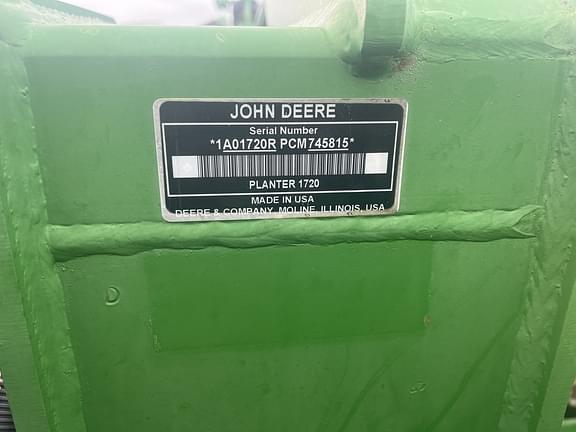 JOHN DEERE
Serial Number
*1A01720R PCM745815*
PLANTER 1720
MADE IN USA
DEERE & COMPANY, MOLINE, ILLINOIS, USA